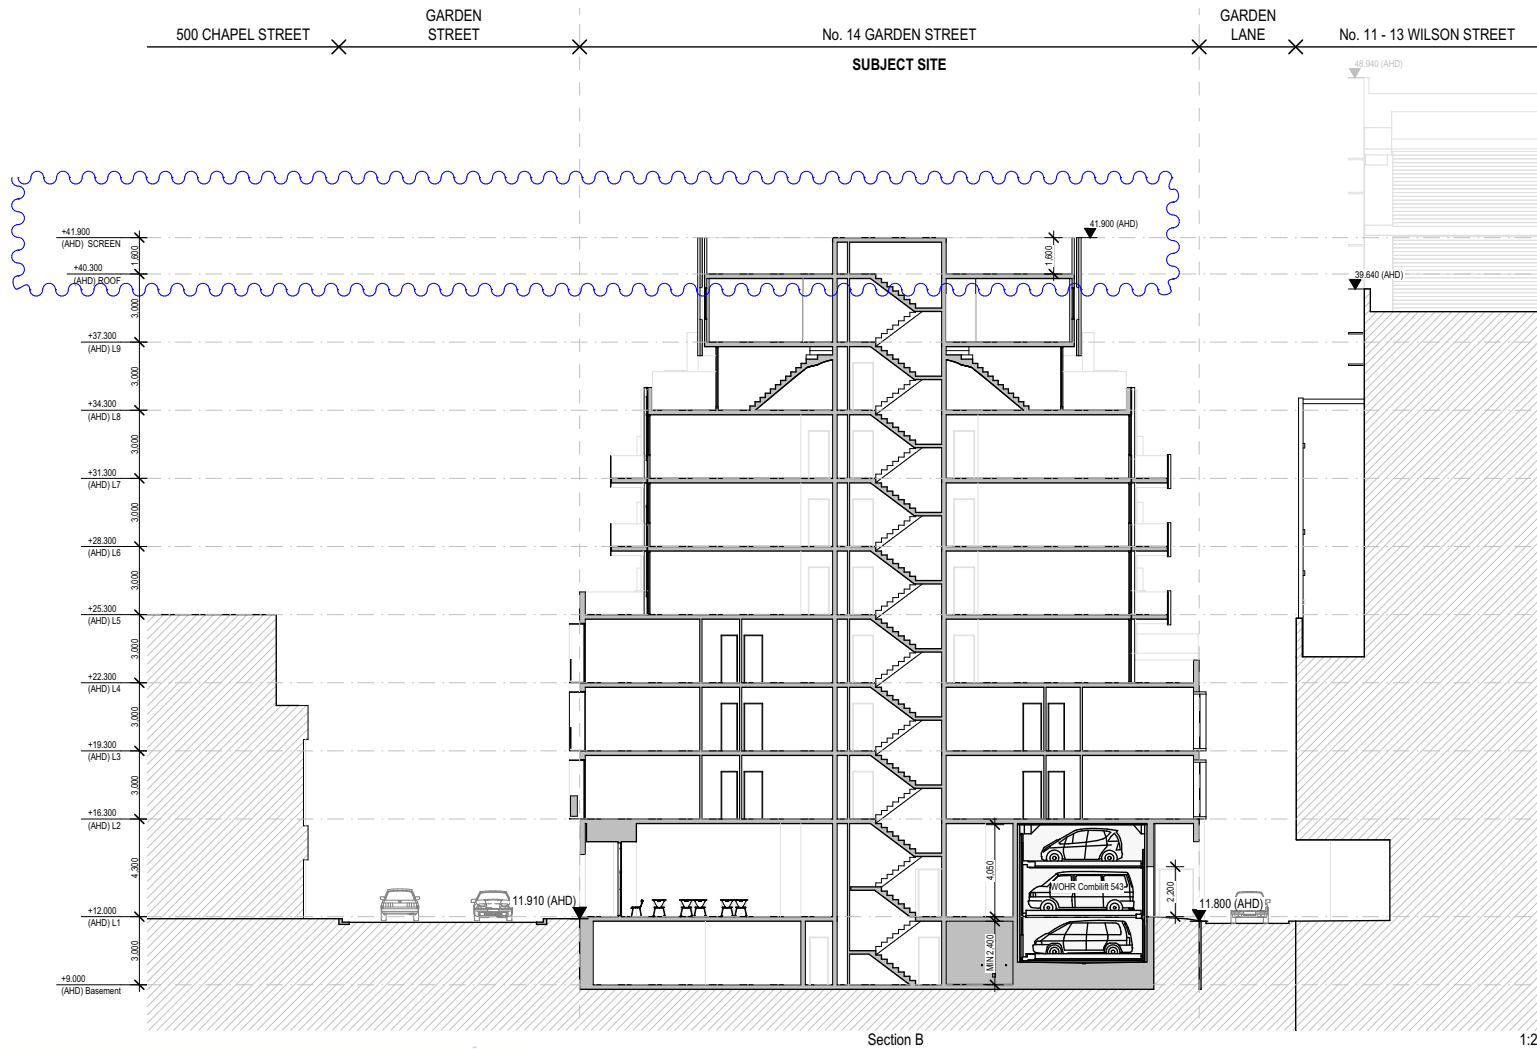 500 CHAPEL STREET
GARDEN
STREET
No. 14 GARDEN STREET
GARDEN
LANE
No. 11 - 13 WILSON STREET
SUBJECT SITE
48.940 (AHD)
+41.900
(AHD) SCREEN
41.900 (AHD)
1,600
1,600
+40.300
(AHD) ROOF
39.640 (AHD)
3,000
+37.300
(AHD) L9
3,000
+34.300
(AHD) L8
3,000
+31.300
(AHD) L7
3,000
+28.300
(AHD) L6
3,000
+25.300
(AHD) L5
3,000
+22.300
(AHD) L4
3,000
+19.300
(AHD) L3
3,000
+16.300
(AHD) L2
4,300
4,050
WOHR Combilift 543
2,200
11.910 (AHD)
11.800 (AHD)
+12.000
(AHD) L1
3,000
MIN 2,400
+9.000
(AHD) Basement
Section B
1:2